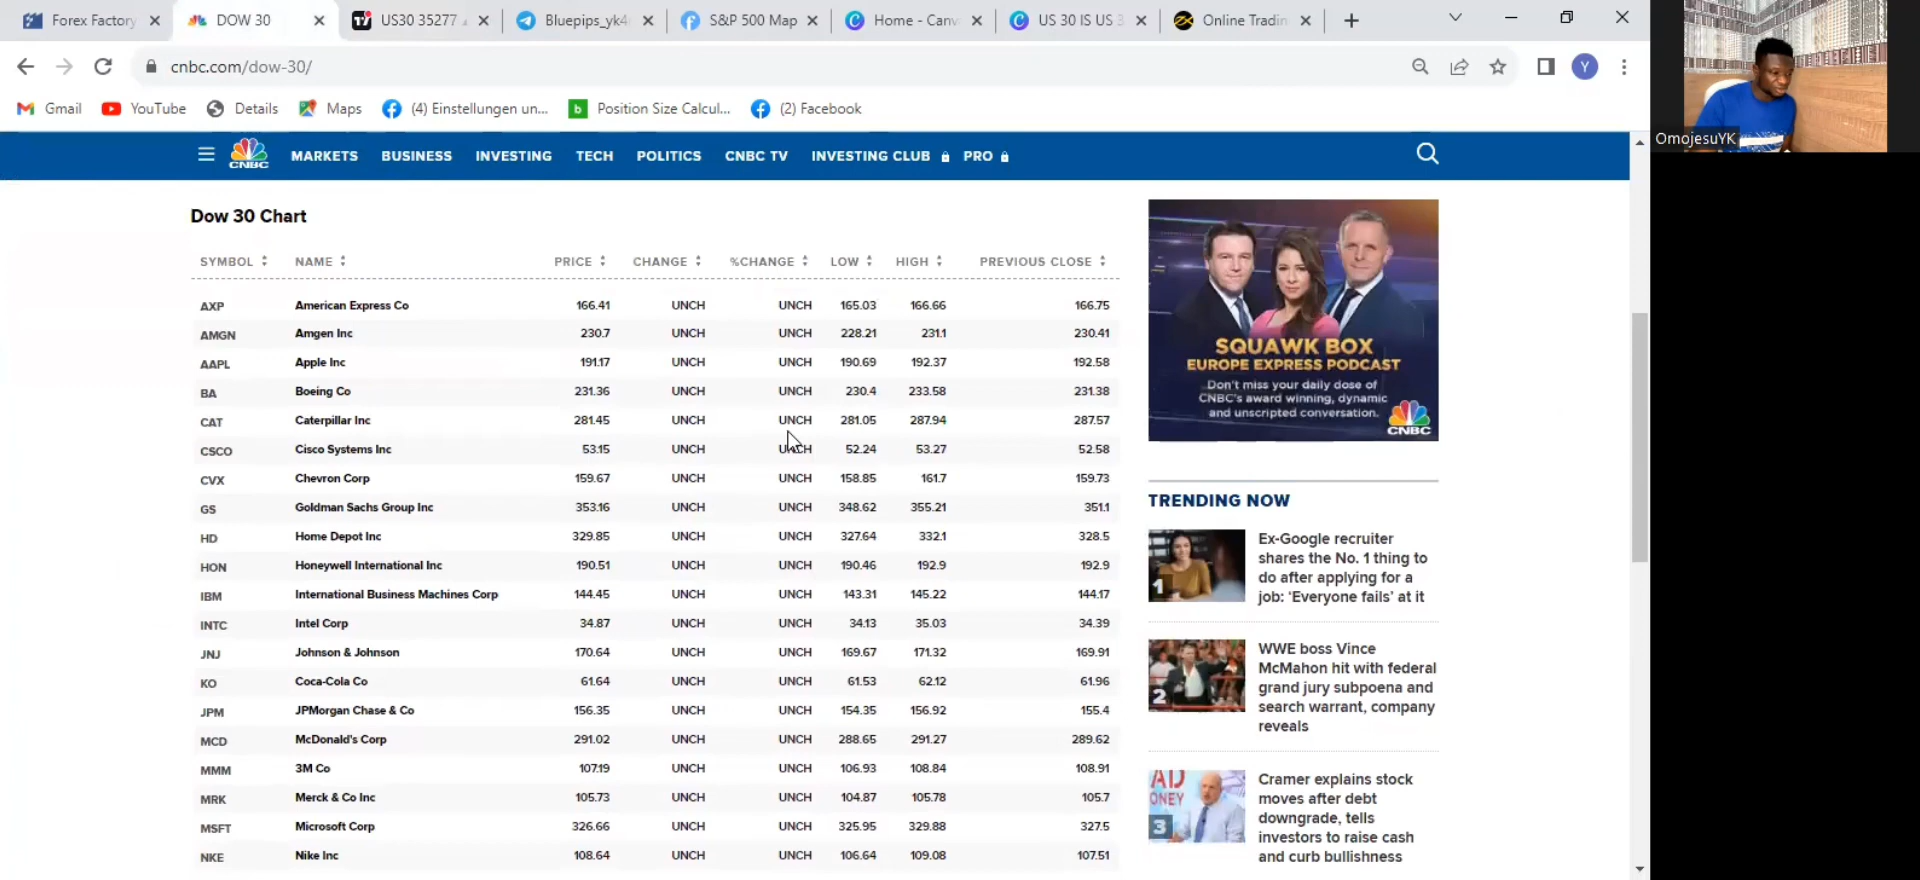 Forex Factory
DOW 30
US30 35277
Bluepips_yk4
S&P 500 Map
Home - Canv
US 30 IS US 3
Online Tradin
cnbc.com/dow-30/
Y
Gmail
YouTube
Details
Maps
(4) Einstellungen un...
b
Position Size Calcul...
(2) Facebook
OmojesuYK
CNBC
MARKETS
BUSINESS
INVESTING
TECH
POLITICS
CNBC TV
INVESTING CLUB
PRO
Dow 30 Chart
SYMBOL NAME PRICE CHANGE %CHANGE LOW HIGH PREVIOUS CLOSE
AXP American Express Co 166.41 UNCH UNCH 165.03 166.66 166.75
AMGN Amgen Inc 230.7 UNCH UNCH 228.21 231.1 230.41
AAPL Apple Inc 191.17 UNCH UNCH 190.69 192.37 192.58
BA Boeing Co 231.36 UNCH UNCH 230.4 233.58 231.38
CAT Caterpillar Inc 281.45 UNCH UNCH 281.05 287.94 287.57
CSCO Cisco Systems Inc 53.15 UNCH UNCH 52.24 53.27 52.58
CVX Chevron Corp 159.67 UNCH UNCH 158.85 161.7 159.73
GS Goldman Sachs Group Inc 353.16 UNCH UNCH 348.62 355.21 351.1
HD Home Depot Inc 329.85 UNCH UNCH 327.64 332.1 328.5
HON Honeywell International Inc 190.51 UNCH UNCH 190.46 192.9 192.9
IBM International Business Machines Corp 144.45 UNCH UNCH 143.31 145.22 144.17
INTC Intel Corp 34.87 UNCH UNCH 34.13 35.03 34.39
JNJ Johnson & Johnson 170.64 UNCH UNCH 169.67 171.32 169.91
KO Coca-Cola Co 61.64 UNCH UNCH 61.53 62.12 61.96
JPM JPMorgan Chase & Co 156.35 UNCH UNCH 154.35 156.92 155.4
MCD McDonald's Corp 291.02 UNCH UNCH 288.65 291.27 289.62
MMM 3M Co 107.19 UNCH UNCH 106.93 108.84 108.91
MRK Merck & Co Inc 105.73 UNCH UNCH 104.87 105.78 105.7
MSFT Microsoft Corp 326.66 UNCH UNCH 325.95 329.88 327.5
NKE Nike Inc 108.64 UNCH UNCH 106.64 109.08 107.51
SQUAWK BOX
EUROPE EXPRESS PODCAST
Don't miss your daily dose of
CNBC's award winning, dynamic
and unscripted conversation.
CNBC
TRENDING NOW
1
Ex-Google recruiter
shares the No. 1 thing to
do after applying for a
job: ‘Everyone fails’ at it
2
WWE boss Vince
McMahon hit with federal
grand jury subpoena and
search warrant, company
reveals
AD
ONEY
3
Cramer explains stock
moves after debt
downgrade, tells
investors to raise cash
and curb bullishness